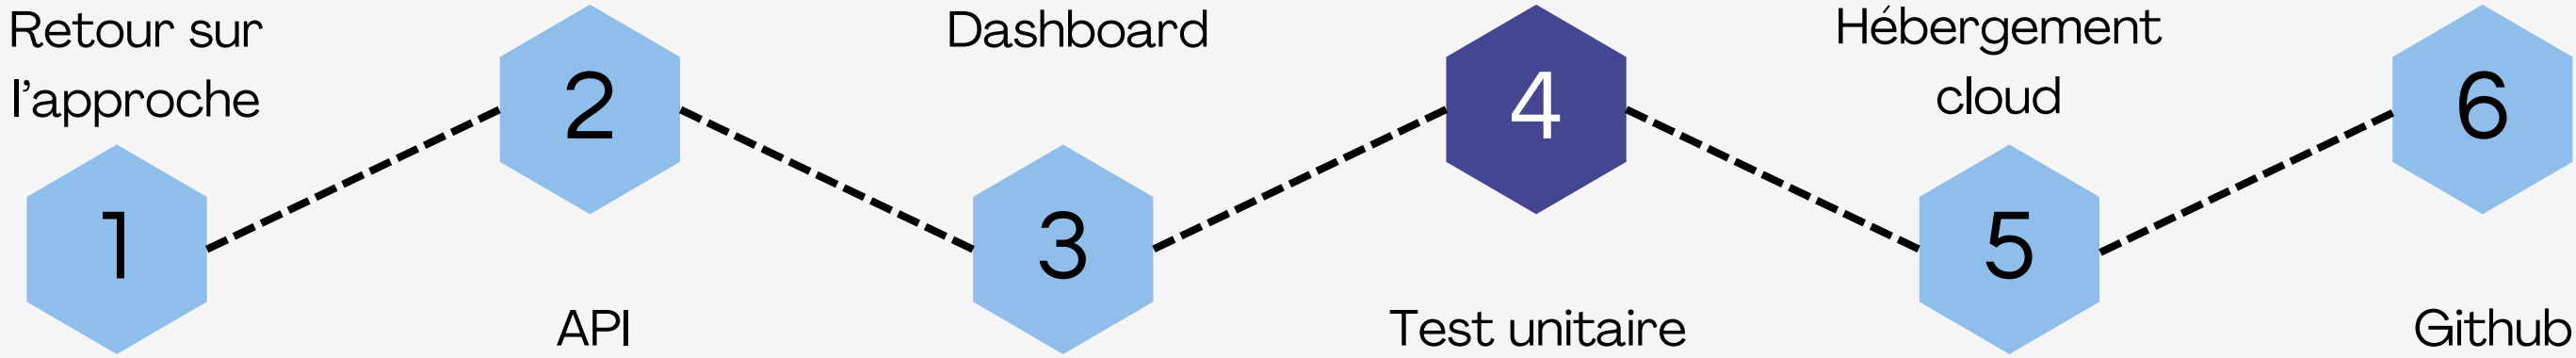 Retour sur
l'approche
1
2
API
Dashboard
3
4
Test unitaire
Hébergement
cloud
5
6
Github